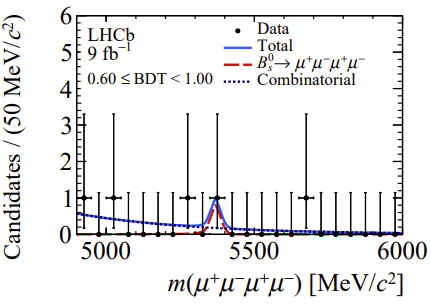 6
5
4
3
2
1
0
Candidates / (50 MeV/c²)
LHCb
9 fb⁻¹
0.60 ≤ BDT < 1.00
Data
Total
B⁰ₛ → μ⁺μ⁻μ⁺μ⁻
Combinatorial
5000 5500 6000
m(μ⁺μ⁻μ⁺μ⁻) [MeV/c²]